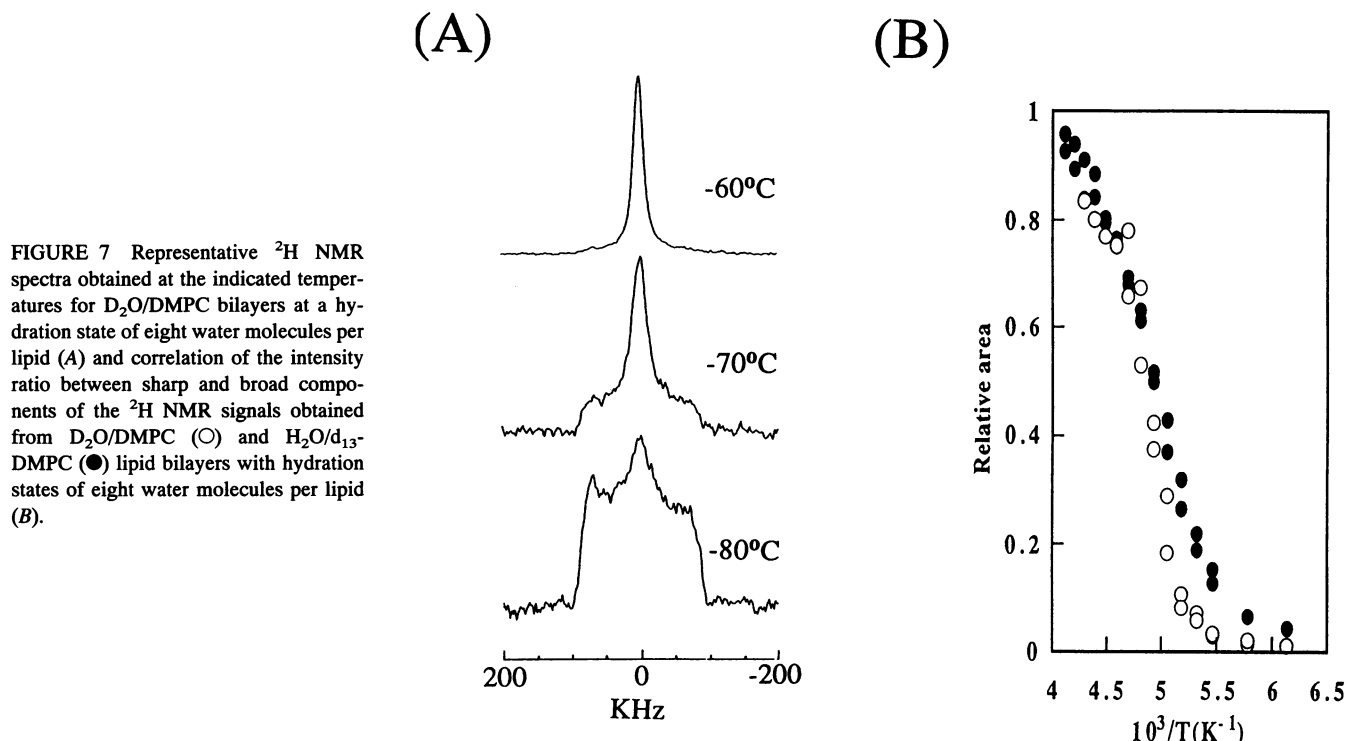 (A)
(B)
FIGURE 7 Representative ²H NMR
spectra obtained at the indicated temper-
atures for D₂O/DMPC bilayers at a hy-
dration state of eight water molecules per
lipid (A) and correlation of the intensity
ratio between sharp and broad compo-
nents of the ²H NMR signals obtained
from D₂O/DMPC (○) and H₂O/d₁₃-
DMPC (●) lipid bilayers with hydration
states of eight water molecules per lipid
(B).
-60°C
-70°C
-80°C
200 0 -200
KHz
Relative area
1
0.8
0.6
0.4
0.2
0
4 4.5 5 5.5 6 6.5
10³/T(K⁻¹)